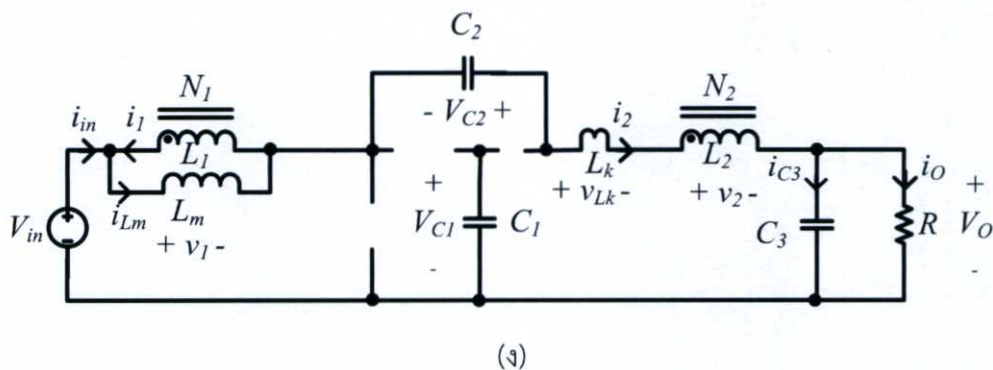 C2
N1
N2
iin
i1
- VC2 +
i2
L1
Lk
L2
iC3
iO
iLm
Lm
+ vLk -
+ v2 -
Vin
+ v1 -
+
VC1
-
C1
C3
R
+
VO
-
(ง)